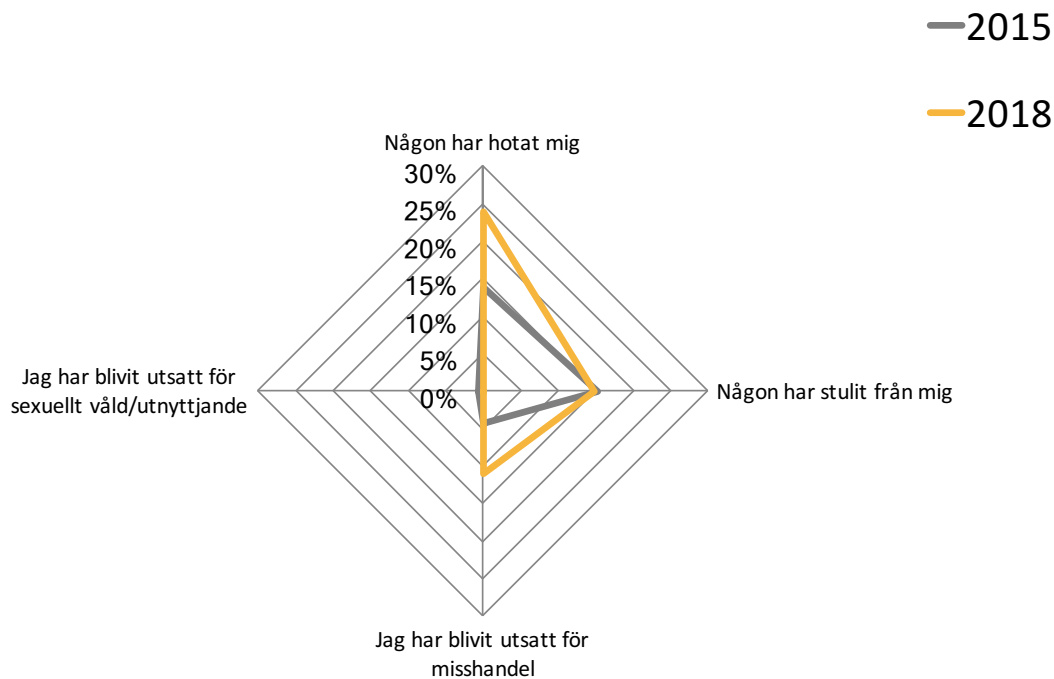 2015
2018
Någon har hotat mig
30%
25%
20%
15%
10%
5%
0%
Jag har blivit utsatt för
sexuellt våld/utnyttjande
Någon har stulit från mig
Jag har blivit utsatt för
misshandel